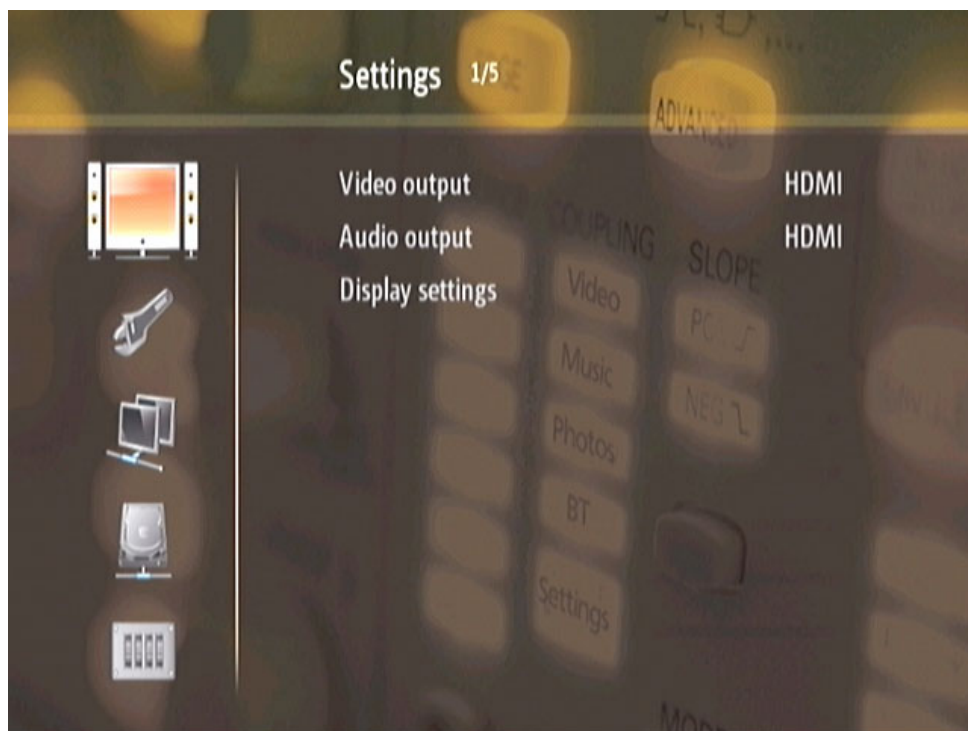 Settings 1/5
ADVANCED
Video output HDMI
Audio output HDMI
Display settings
COUPLING
SLOPE
Video
Music
Photos
BT
Settings
NEG